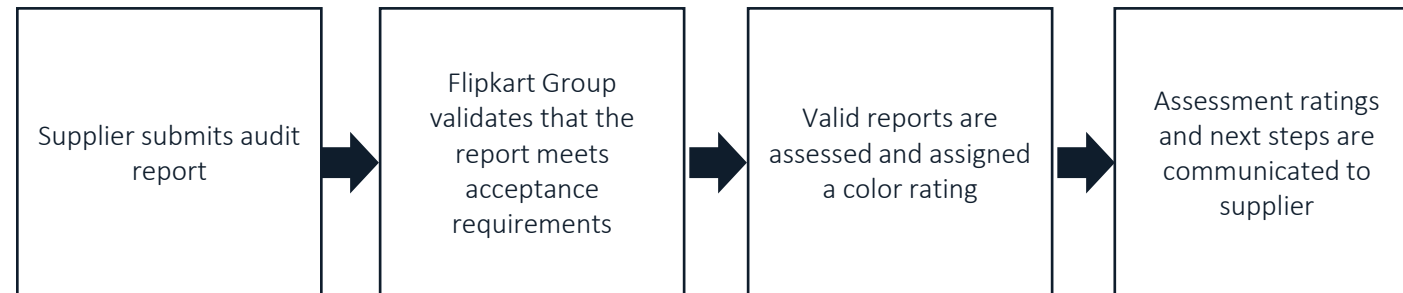 Supplier submits audit
report
Flipkart Group
validates that the
report meets
acceptance
requirements
Valid reports are
assessed and assigned
a color rating
Assessment ratings
and next steps are
communicated to
supplier